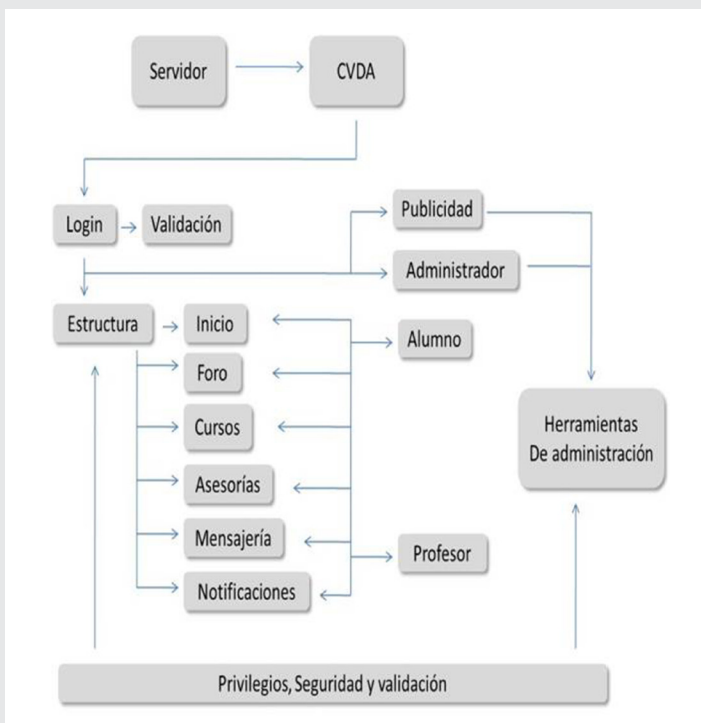 Servidor
CVDA
Login
Validación
Publicidad
Administrador
Estructura
Inicio
Alumno
Foro
Cursos
Herramientas
De administración
Asesorías
Mensajería
Profesor
Notificaciones
Privilegios, Seguridad y validación